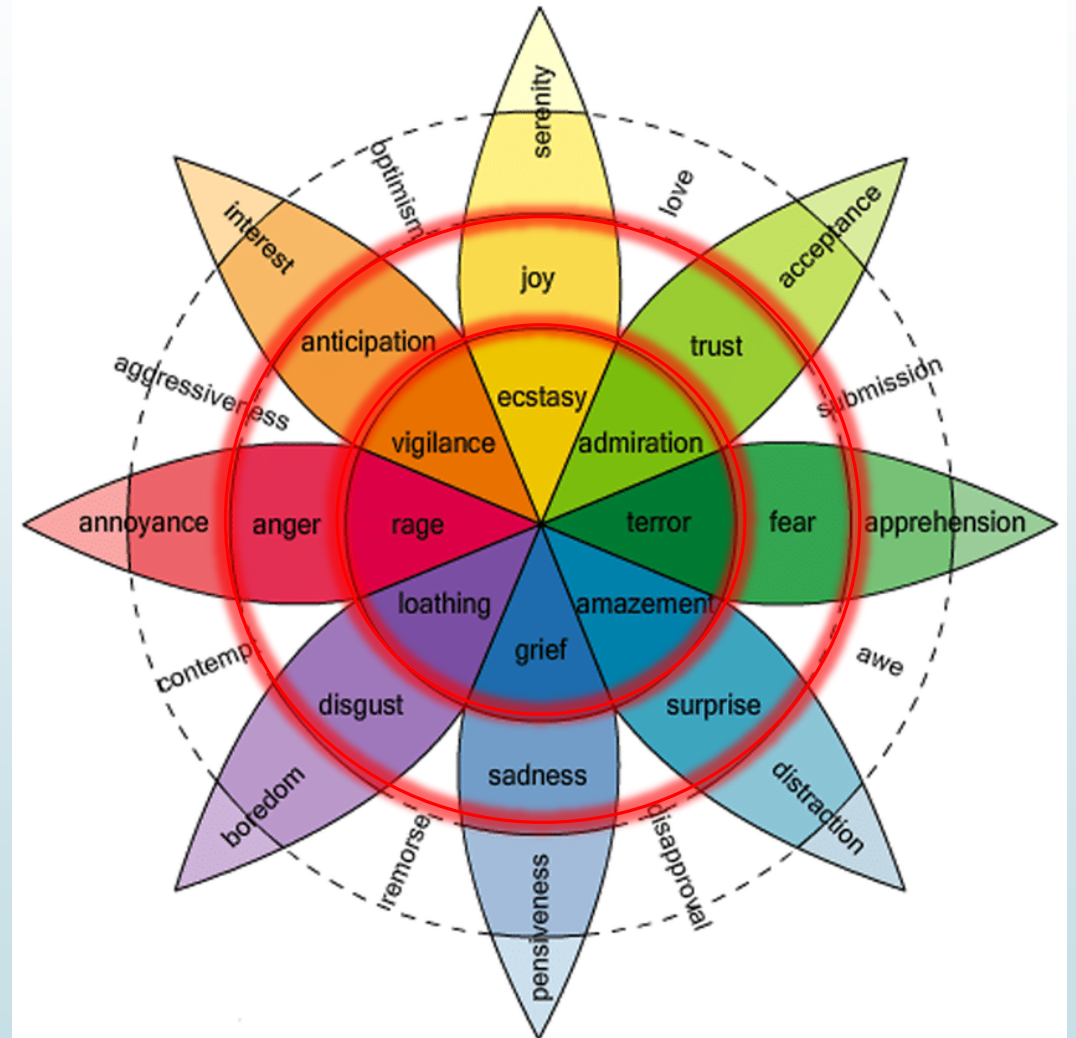 serenity
optimism
love
interest
acceptance
joy
anticipation
trust
aggressiveness
submission
ecstasy
vigilance
admiration
annoyance
anger
rage
terror
fear
apprehension
loathing
amazement
contempt
grief
awe
disgust
surprise
sadness
boredom
distraction
remorse
disapproval
pensiveness